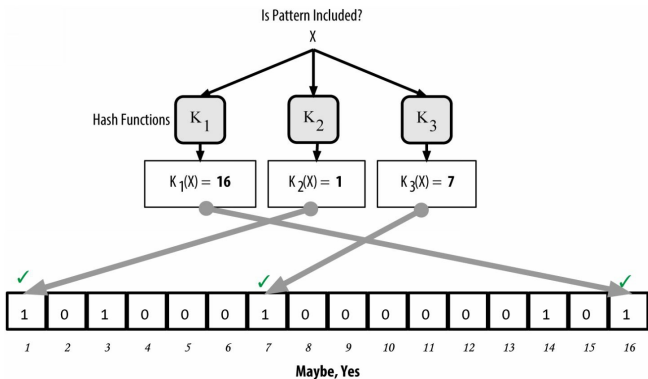 Is Pattern Included?
X
Hash Functions K1 K2 K3
K1(X) = 16 K2(X) = 1 K3(X) = 7
✓ ✓ ✓
1 0 1 0 0 0 1 0 0 0 0 0 0 1 0 1
1 2 3 4 5 6 7 8 9 10 11 12 13 14 15 16
Maybe, Yes